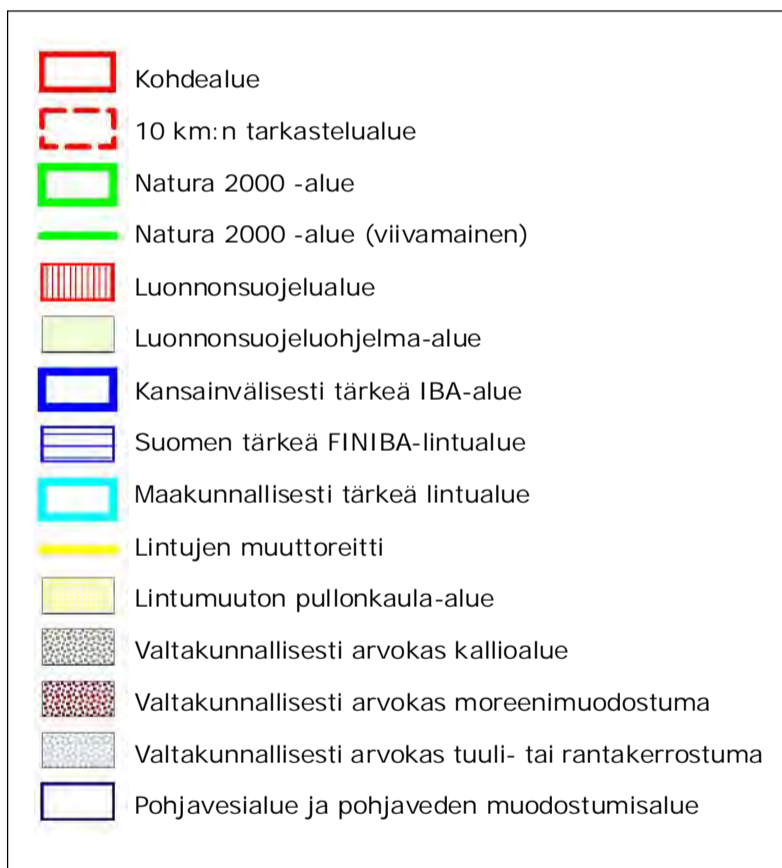 Kohdealue
10 km:n tarkastelualue
Natura 2000 -alue
Natura 2000 -alue (viivamainen)
Luonnonsuojelualue
Luonnonsuojeluohjelma-alue
Kansainvälisesti tärkeä IBA-alue
Suomen tärkeä FINIBA-lintualue
Maakunnallisesti tärkeä lintualue
Lintujen muuttoreitti
Lintumuuton pullonkaula-alue
Valtakunnallisesti arvokas kallioalue
Valtakunnallisesti arvokas moreenimuodostuma
Valtakunnallisesti arvokas tuuli- tai rantakerrostuma
Pohjavesialue ja pohjaveden muodostumisalue